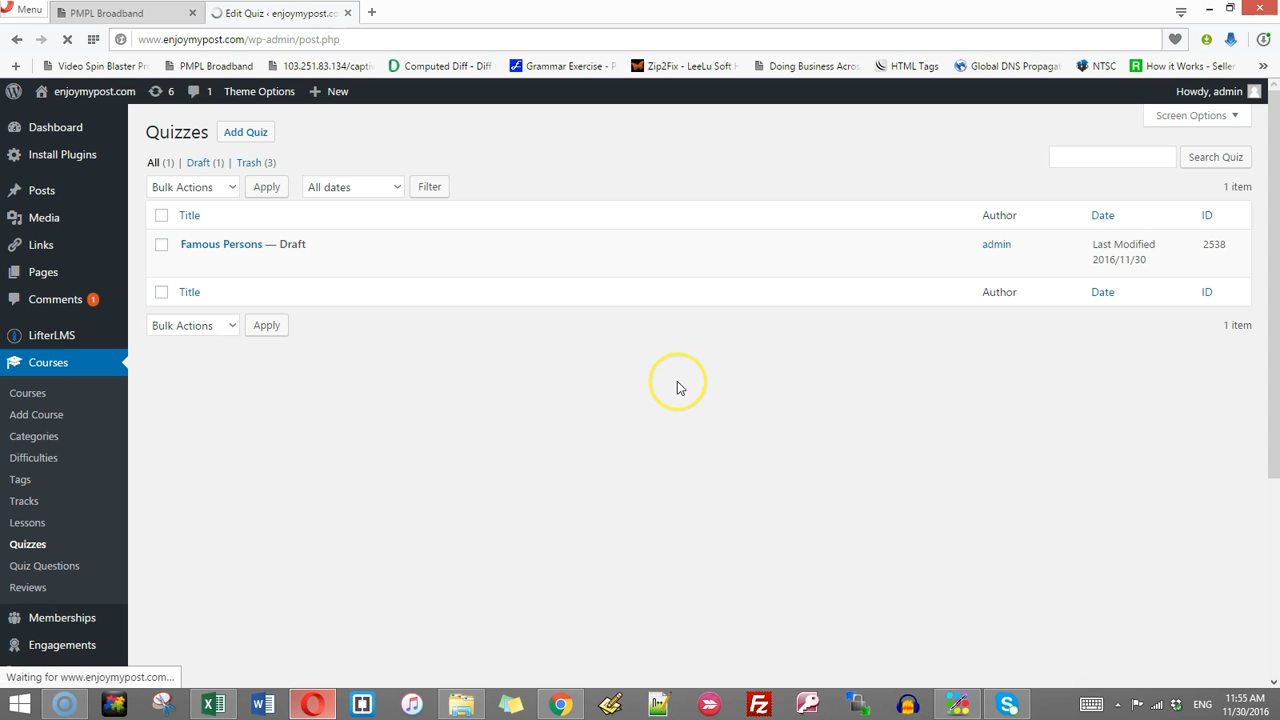 Menu PMPL Broadband Edit Quiz ‹ enjoymypost.co
www.enjoymypost.com/wp-admin/post.php
Video Spin Blaster Pr PMPL Broadband 103.251.83.134/capti Computed Diff - Diff Grammar Exercise - P Zip2Fix - LeeLu Soft H Doing Business Acros HTML Tags Global DNS Propagat NTSC How it Works - Seller
enjoymypost.com 6 1 Theme Options New Howdy, admin
Screen Options
Dashboard
Install Plugins
Posts
Media
Links
Pages
Comments 1
LifterLMS
Courses
Courses
Add Course
Categories
Difficulties
Tags
Tracks
Lessons
Quizzes
Quiz Questions
Reviews
Memberships
Engagements
Quizzes Add Quiz
All (1) | Draft (1) | Trash (3)
Search Quiz
Bulk Actions Apply All dates Filter 1 item
Title Author Date ID
Famous Persons — Draft admin Last Modified 2538
2016/11/30
Title Author Date ID
Bulk Actions Apply 1 item
Waiting for www.enjoymypost.com...
ENG 11:55 AM
11/30/2016